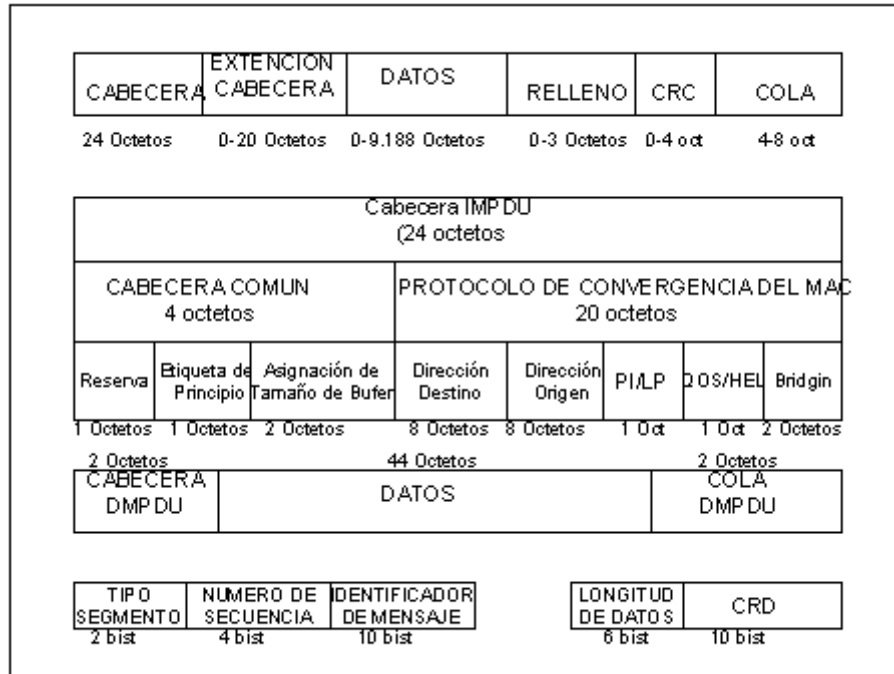 CABECERA
EXTENCION
CABECERA
DATOS
RELLENO
CRC
COLA
24 Octetos
0-20 Octetos
0-9.188 Octetos
0-3 Octetos
0-4 oct
4-8 oct
Cabecera IMPDU
(24 octetos
CABECERA COMUN
4 octetos
PROTOCOLO DE CONVERGENCIA DEL MAC
20 octetos
Reserva
Etiqueta de
Principio
Asignación de
Tamaño de Bufer
Dirección
Destino
Dirección
Origen
PI/LP
QOS/HEL
Bridgin
1 Octetos
1 Octetos
2 Octetos
8 Octetos
8 Octetos
1 Oct
1 Oct
2 Octetos
2 Octetos
44 Octetos
2 Octetos
CABECERA
DMPDU
DATOS
COLA
DMPDU
TIPO
SEGMENTO
NUMERO DE
SECUENCIA
IDENTIFICADOR
DE MENSAJE
LONGITUD
DE DATOS
CRD
2 bist
4 bist
10 bist
6 bist
10 bist